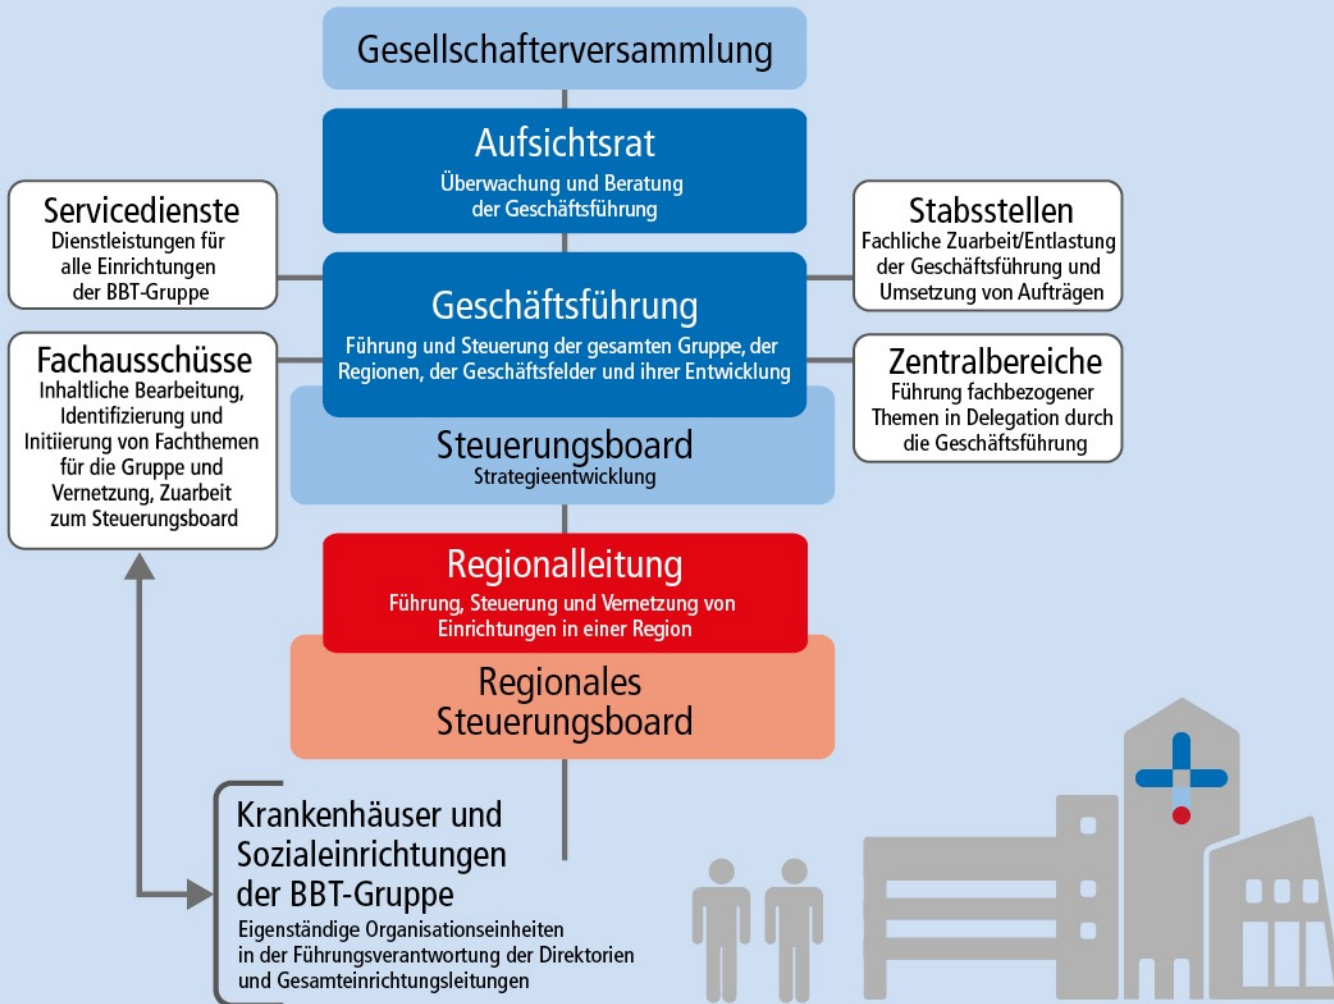 Gesellschafterversammlung
Aufsichtsrat
Überwachung und Beratung
der Geschäftsführung
Servicedienste
Dienstleistungen für
alle Einrichtungen
der BBT-Gruppe
Stabsstellen
Fachliche Zuarbeit/Entlastung
der Geschäftsführung und
Umsetzung von Aufträgen
Geschäftsführung
Führung und Steuerung der gesamten Gruppe, der
Regionen, der Geschäftsfelder und ihrer Entwicklung
Fachausschüsse
Inhaltliche Bearbeitung,
Identifizierung und
Initiierung von Fachthemen
für die Gruppe und
Vernetzung, Zuarbeit
zum Steuerungsboard
Zentralbereiche
Führung fachbezogener
Themen in Delegation durch
die Geschäftsführung
Steuerungsboard
Strategieentwicklung
Regionalleitung
Führung, Steuerung und Vernetzung von
Einrichtungen in einer Region
Regionales
Steuerungsboard
Krankenhäuser und
Sozialeinrichtungen
der BBT-Gruppe
Eigenständige Organisationseinheiten
in der Führungsverantwortung der Direktorien
und Gesamteinrichtungsleitungen